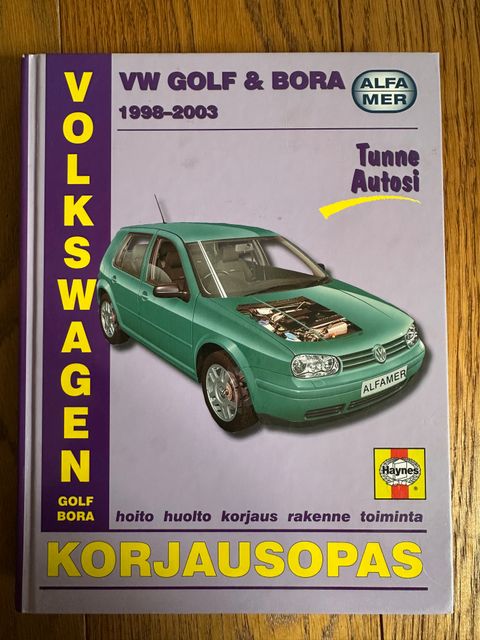 VOLKSWAGEN
GOLF
BORA
VW GOLF & BORA
1998–2003
ALFA
MER
Tunne
Autosi
ALFAMER
Haynes
®
hoito huolto korjaus rakenne toiminta
KORJAUSOPAS